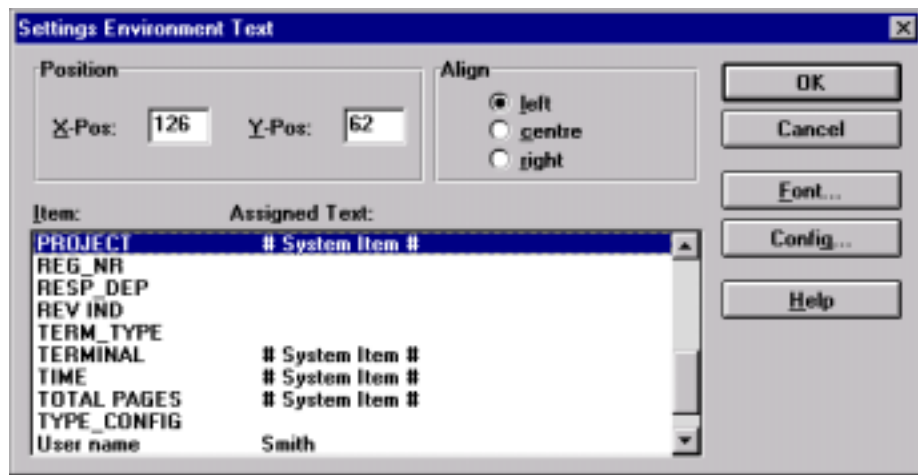 Settings Environment Text
Position
X-Pos: 126 Y-Pos: 62
Align
left
centre
right
OK
Cancel
Font...
Config...
Help
Item: Assigned Text:
PROJECT # System Item #
REG_NR
RESP_DEP
REV IND
TERM_TYPE
TERMINAL # System Item #
TIME # System Item #
TOTAL PAGES # System Item #
TYPE_CONFIG
User name Smith